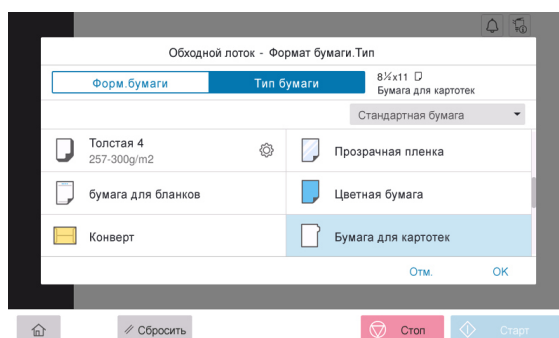 Обходной лоток - Формат бумаги.Тип
Форм.бумаги
Тип бумаги
8½x11
Бумага для картотек
Стандартная бумага
Толстая 4
257-300g/m2
Прозрачная пленка
бумага для бланков
Цветная бумага
Конверт
Бумага для картотек
Отм.
OK
Сбросить
Стоп
Старт